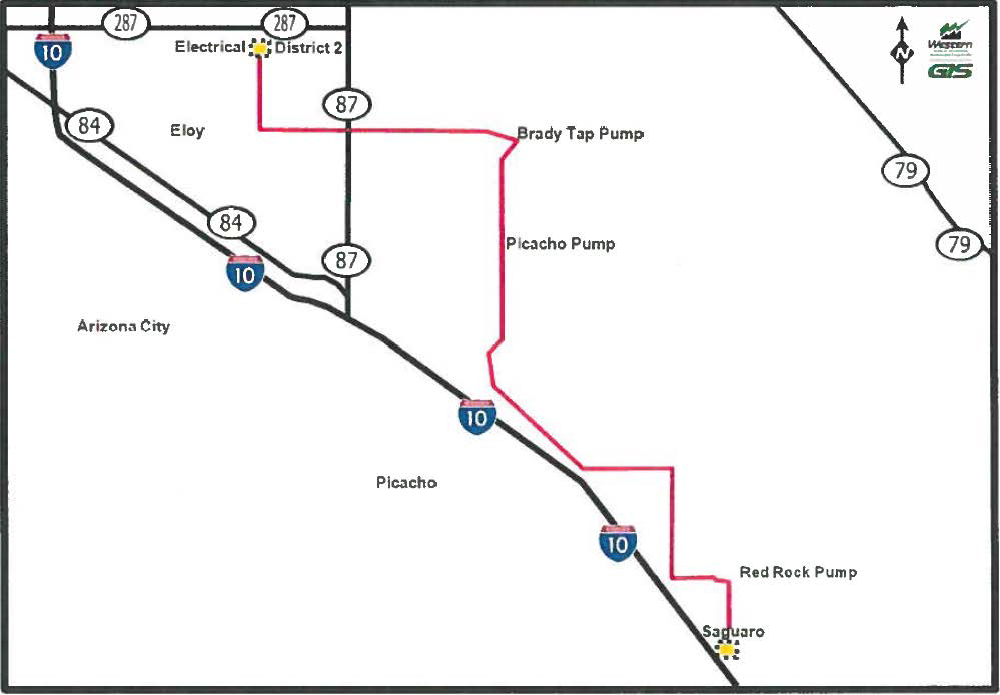 287
287
10
Electrical
District 2
N
Western
GIS
87
84
Eloy
Brady Tap Pump
79
84
Picacho Pump
79
87
10
Arizona City
10
Picacho
10
Red Rock Pump
Saguaro